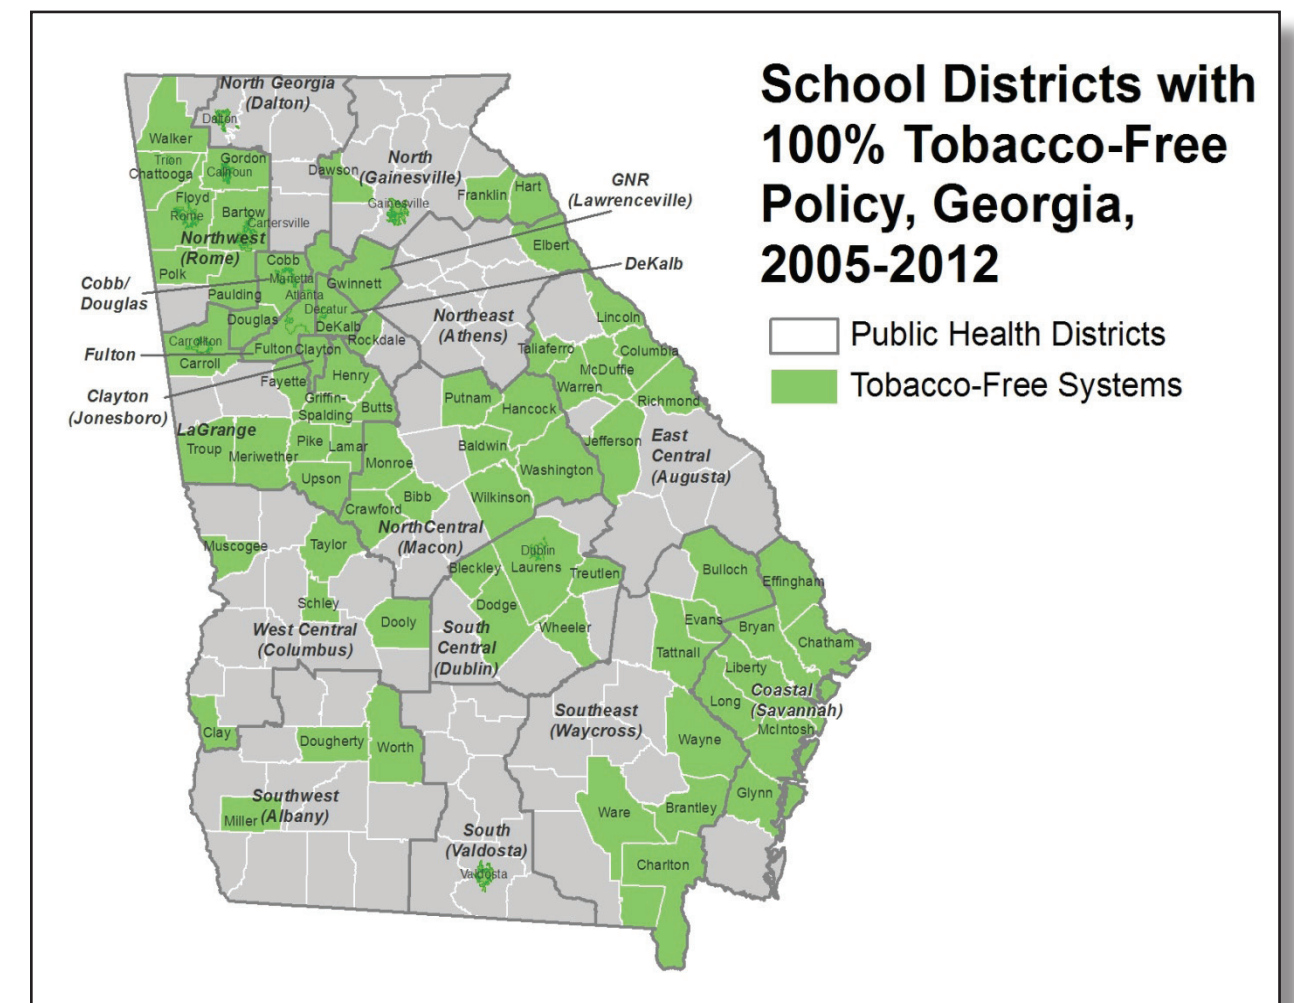 School Districts with
100% Tobacco-Free
Policy, Georgia,
2005-2012
Public Health Districts
Tobacco-Free Systems
North Georgia
(Dalton)
Dalton
Walker
Trion
Chattooga
Gordon
Calhoun
Dawson
North
(Gainesville)
Gainesville
Franklin
Hart
GNR
(Lawrenceville)
Floyd
Rome
Bartow
Cartersville
Northwest
(Rome)
Elbert
Cobb
Polk
Marietta
Gwinnett
DeKalb
Cobb/
Douglas
Paulding
Atlanta
Decatur
Douglas
DeKalb
Northeast
(Athens)
Lincoln
Carrollton
Carroll
Fulton
Fulton
Clayton
Rockdale
Taliaferro
Columbia
McDuffie
Clayton
(Jonesboro)
Fayette
Henry
Warren
Griffin-
Spalding
Butts
Putnam
Hancock
Richmond
LaGrange
Troup
Meriwether
Pike
Lamar
Monroe
Baldwin
Jefferson
East
Central
(Augusta)
Upson
Washington
Bibb
Crawford
Wilkinson
NorthCentral
(Macon)
Muscogee
Taylor
Dublin
Laurens
Bleckley
Treutlen
Bulloch
Effingham
Schley
Dooly
Dodge
Wheeler
Evans
Bryan
Chatham
West Central
(Columbus)
South
Central
(Dublin)
Tattnall
Liberty
Long
Coastal
(Savannah)
McIntosh
Southeast
(Waycross)
Clay
Dougherty
Worth
Wayne
Southwest
(Albany)
Miller
Ware
Brantley
Glynn
South
(Valdosta)
Valdosta
Charlton